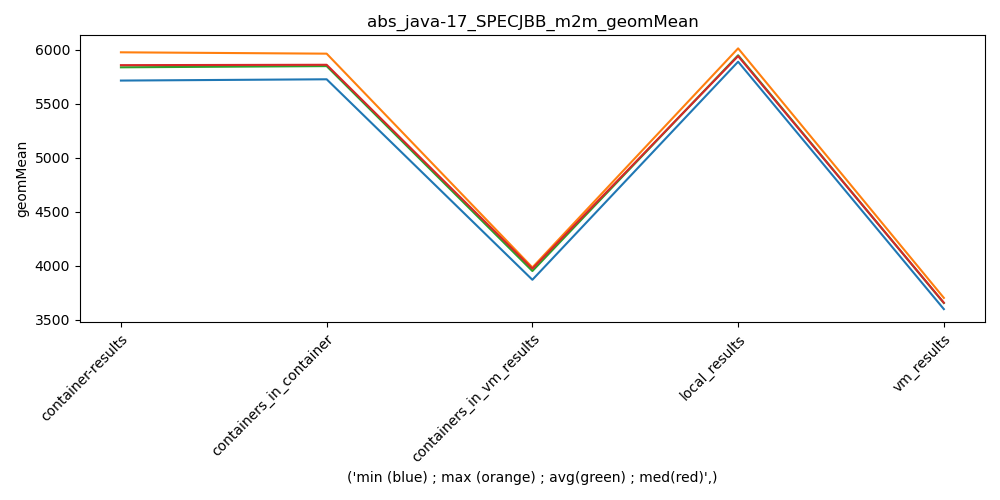 abs_java-17_SPECJBB_m2m_geomMean
geomMean
6000
5500
5000
4500
4000
3500
container-results
containers_in_container
containers_in_vm_results
local_results
vm_results
('min (blue) ; max (orange) ; avg(green) ; med(red)',)